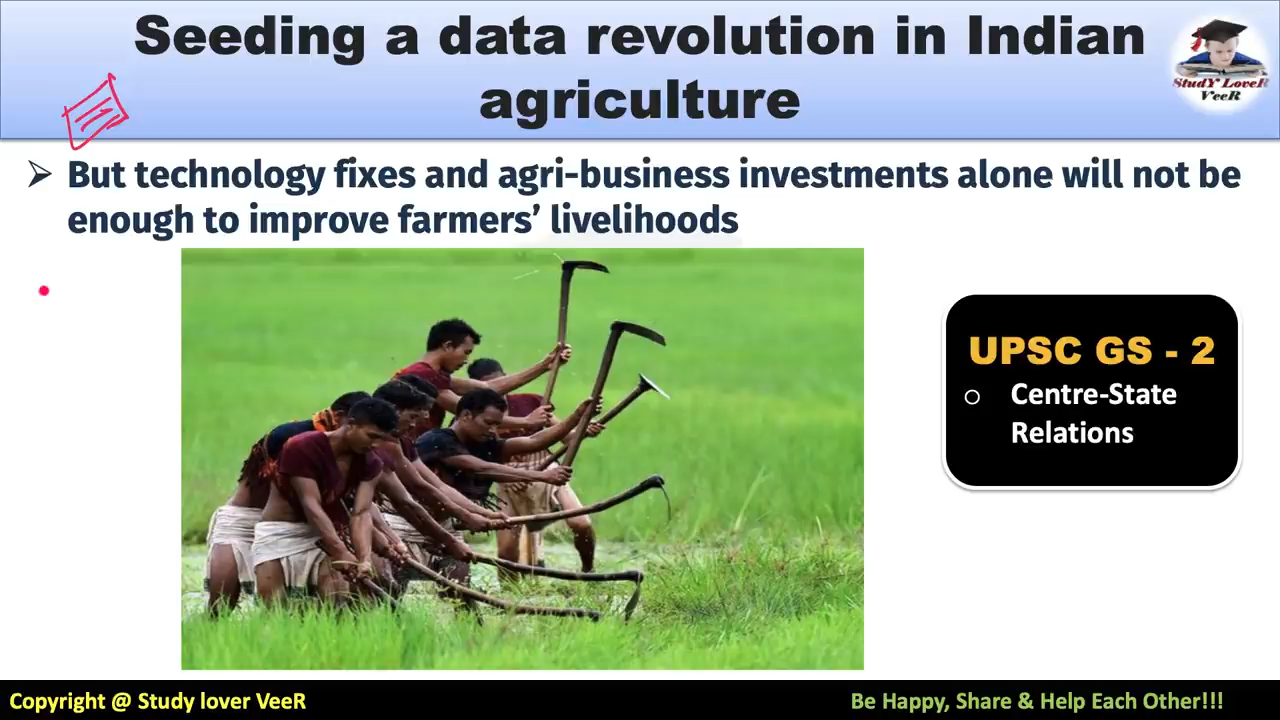 Seeding a data revolution in Indian
agriculture
StudY LoveR
VeeR
But technology fixes and agri-business investments alone will not be
enough to improve farmers’ livelihoods
UPSC GS - 2
Centre-State
Relations
Copyright @ Study lover VeeR
Be Happy, Share & Help Each Other!!!